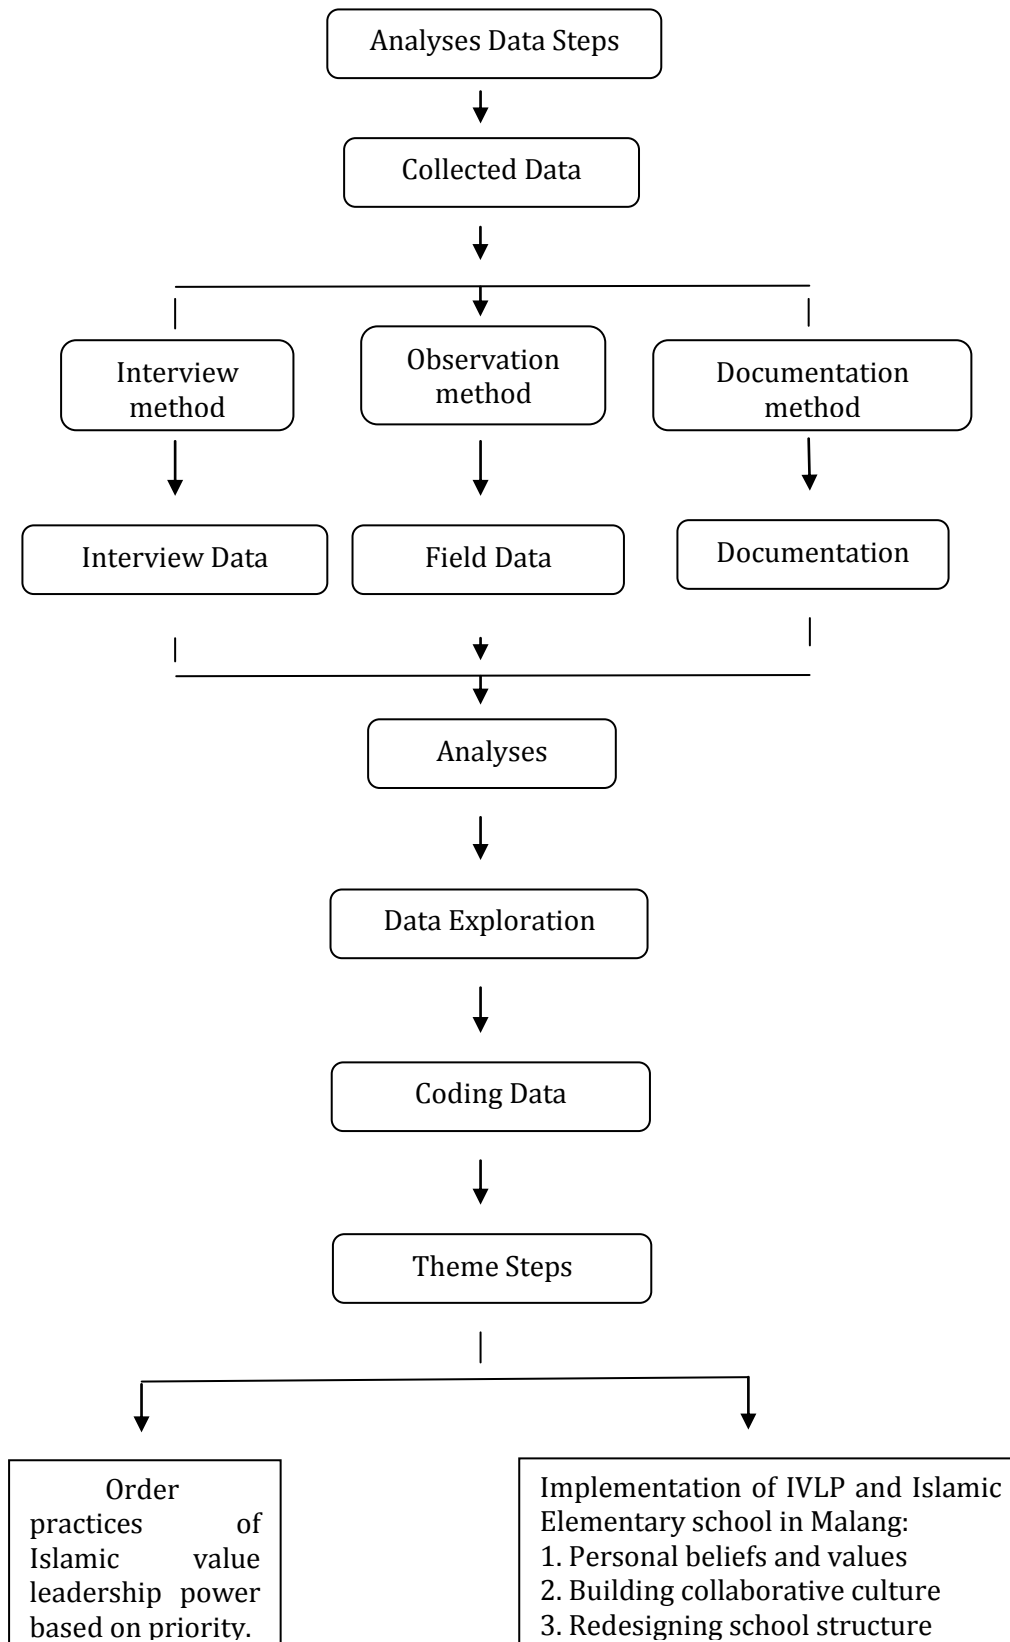 Analyses Data Steps
Collected Data
Interview
method
Observation
method
Documentation
method
Interview Data
Field Data
Documentation
Analyses
Data Exploration
Coding Data
Theme Steps
Order
practices of
Islamic value
leadership power
based on priority.
Implementation of IVLP and Islamic
Elementary school in Malang:
1. Personal beliefs and values
2. Building collaborative culture
3. Redesigning school structure